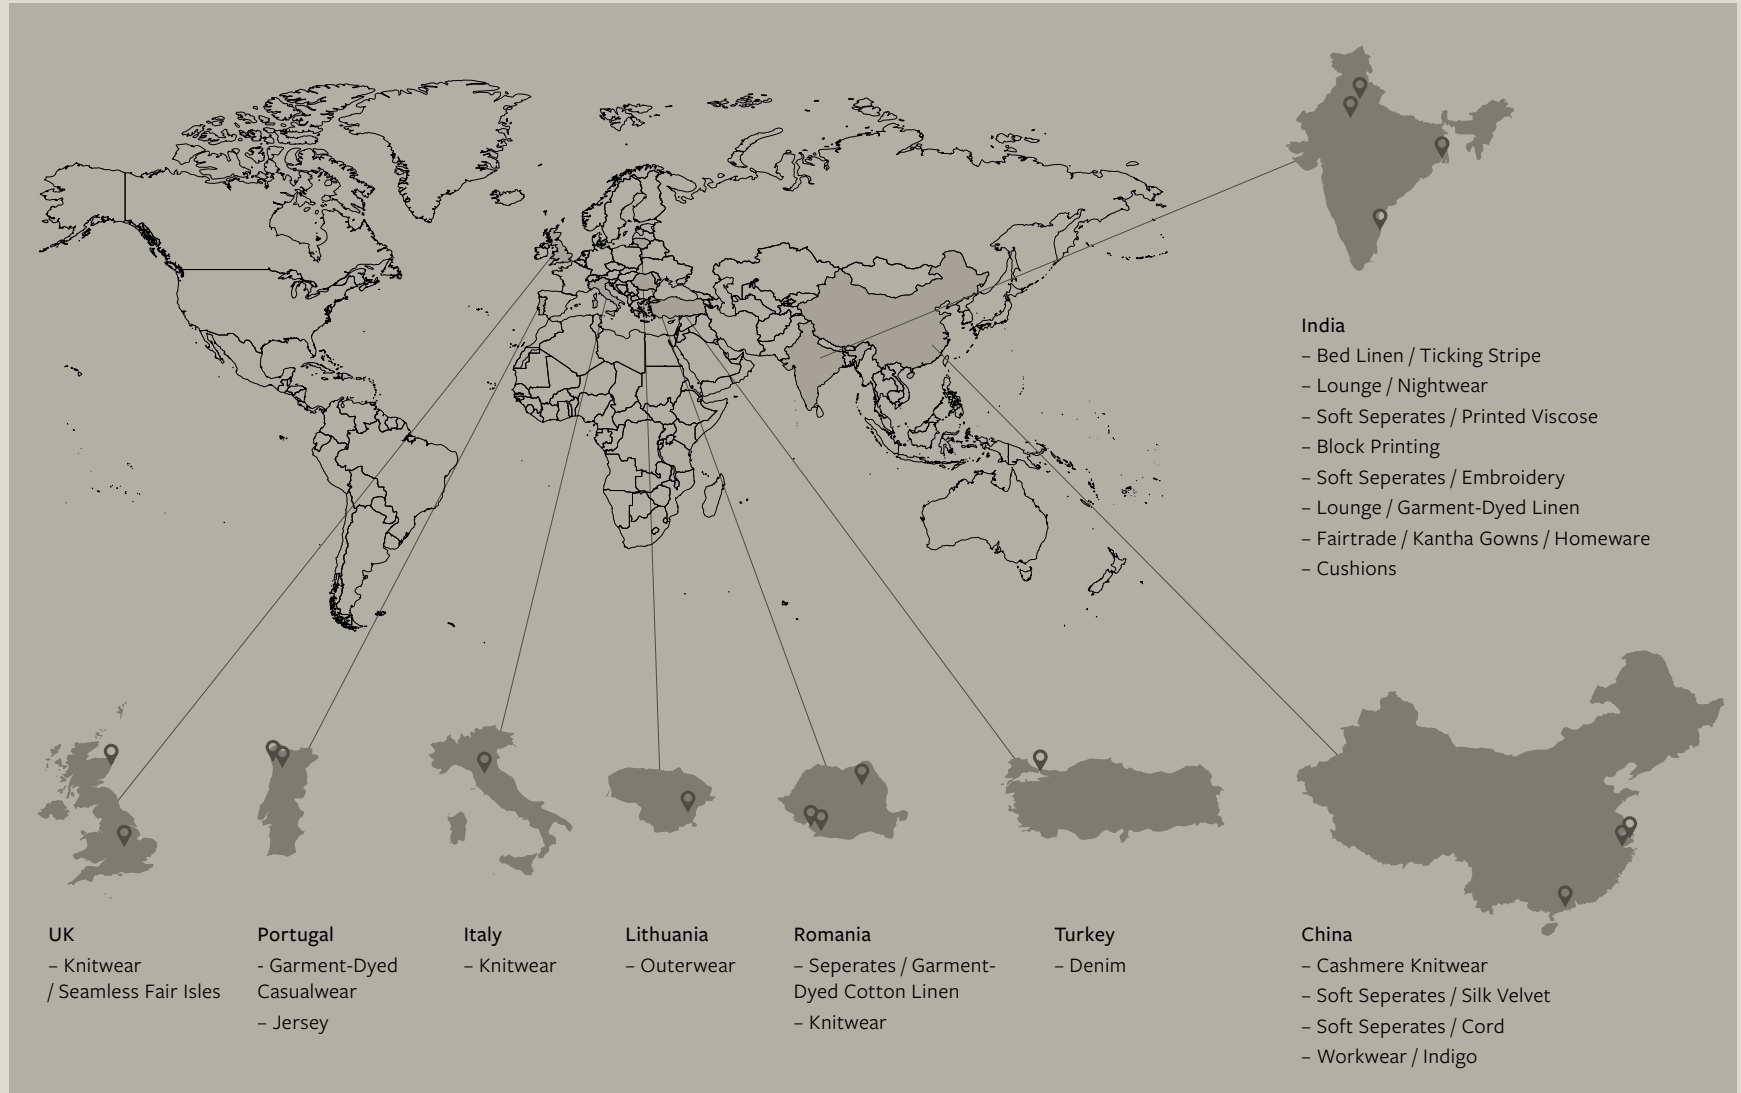 India
– Bed Linen / Ticking Stripe
– Lounge / Nightwear
– Soft Seperates / Printed Viscose
– Block Printing
– Soft Seperates / Embroidery
– Lounge / Garment-Dyed Linen
– Fairtrade / Kantha Gowns / Homeware
– Cushions
UK
– Knitwear
/ Seamless Fair Isles
Portugal
- Garment-Dyed
Casualwear
– Jersey
Italy
– Knitwear
Lithuania
– Outerwear
Romania
– Seperates / Garment-
Dyed Cotton Linen
– Knitwear
Turkey
– Denim
China
– Cashmere Knitwear
– Soft Seperates / Silk Velvet
– Soft Seperates / Cord
– Workwear / Indigo